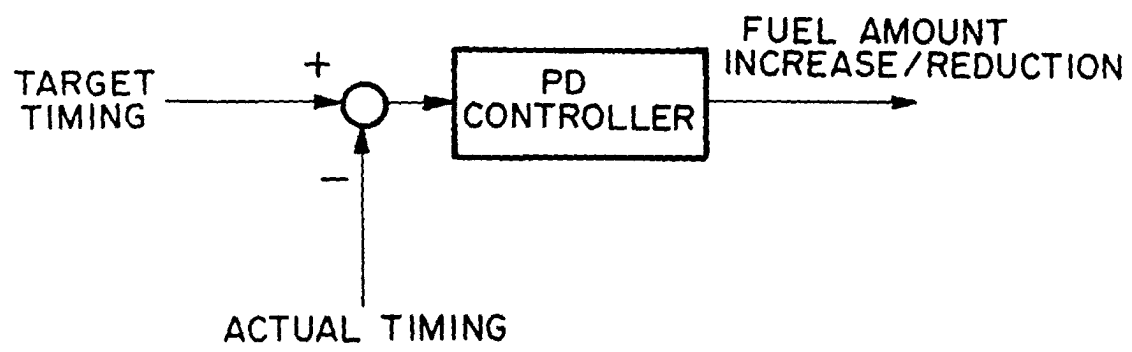 FUEL AMOUNT
INCREASE/REDUCTION
TARGET
TIMING
+
PD
CONTROLLER
−
ACTUAL TIMING